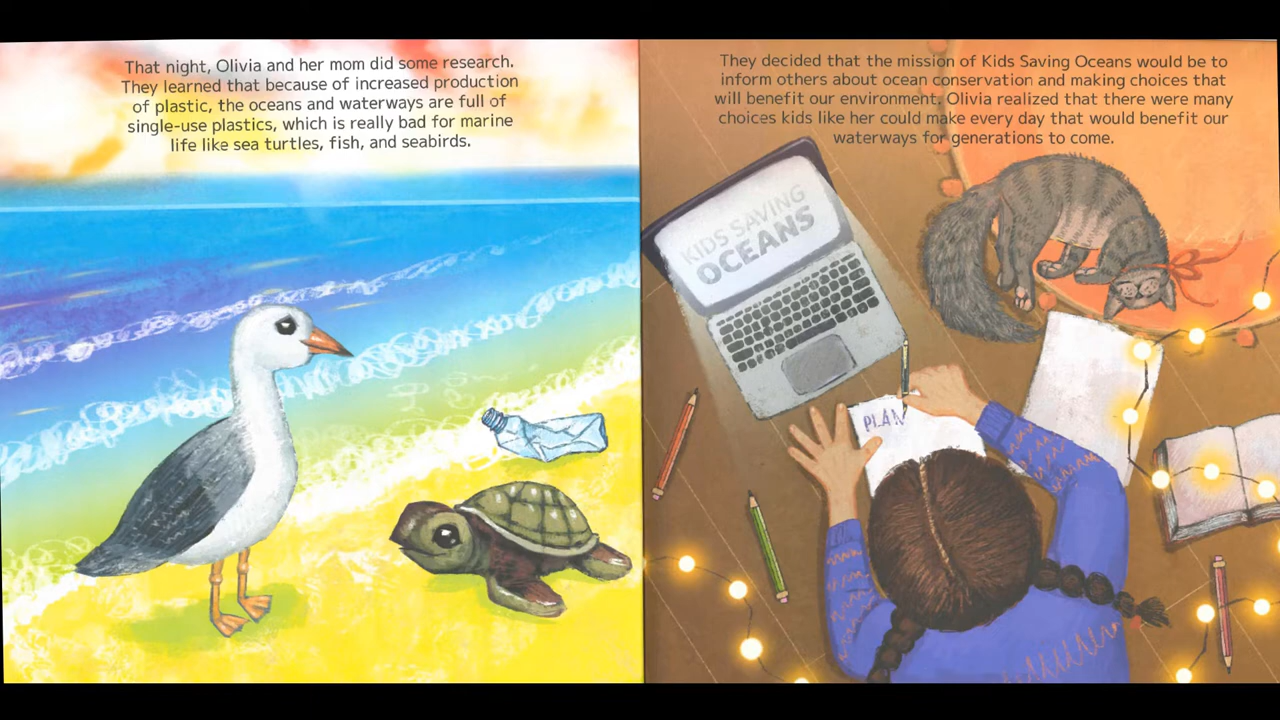 That night, Olivia and her mom did some research.
They learned that because of increased production
of plastic, the oceans and waterways are full of
single-use plastics, which is really bad for marine
life like sea turtles, fish, and seabirds.
They decided that the mission of Kids Saving Oceans would be to
inform others about ocean conservation and making choices that
will benefit our environment. Olivia realized that there were many
choices kids like her could make every day that would benefit our
waterways for generations to come.
KIDS SAVING
OCEANS
PLAN